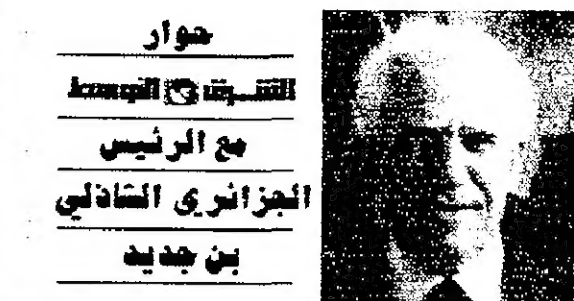 حوار
الشرق الأوسط
مع الرئيس
الجزائري الشاذلي
بن جديد